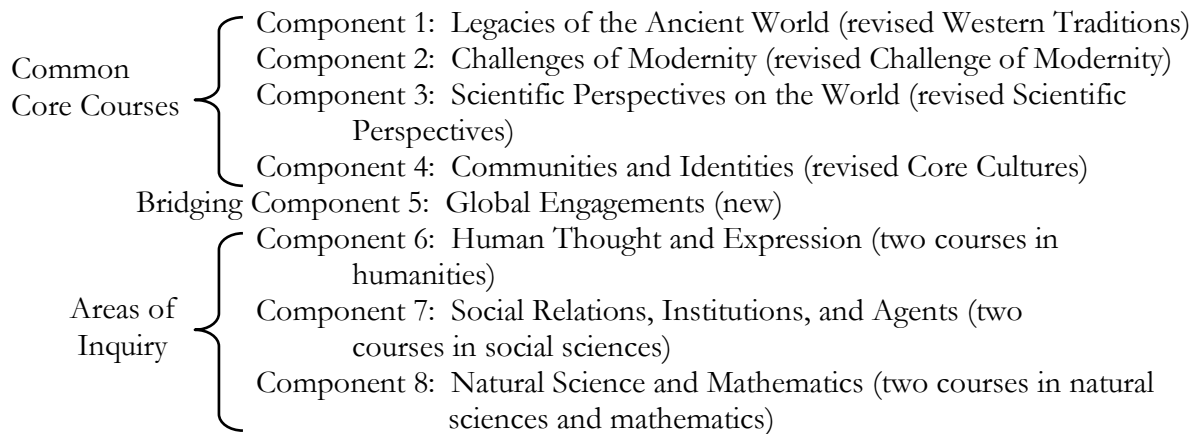 Common
Core Courses
Component 1: Legacies of the Ancient World (revised Western Traditions)
Component 2: Challenges of Modernity (revised Challenge of Modernity)
Component 3: Scientific Perspectives on the World (revised Scientific
Perspectives)
Component 4: Communities and Identities (revised Core Cultures)
Bridging Component 5: Global Engagements (new)
Areas of
Inquiry
Component 6: Human Thought and Expression (two courses in
humanities)
Component 7: Social Relations, Institutions, and Agents (two
courses in social sciences)
Component 8: Natural Science and Mathematics (two courses in natural
sciences and mathematics)